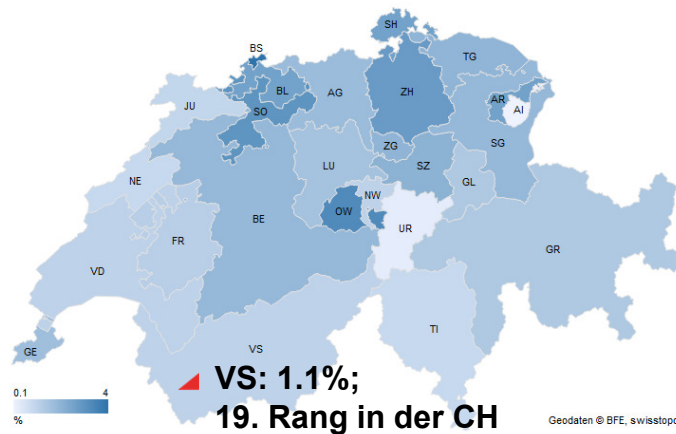 SH
BS
TG
BL
AG
ZH
JU
SO
AR
AI
ZG
SG
LU
SZ
NE
NW
GL
BE
OW
UR
FR
GR
VD
TI
GE
VS
VS: 1.1%;
0.1 4
%
19. Rang in der CH
Geodaten © BFE, swisstopo